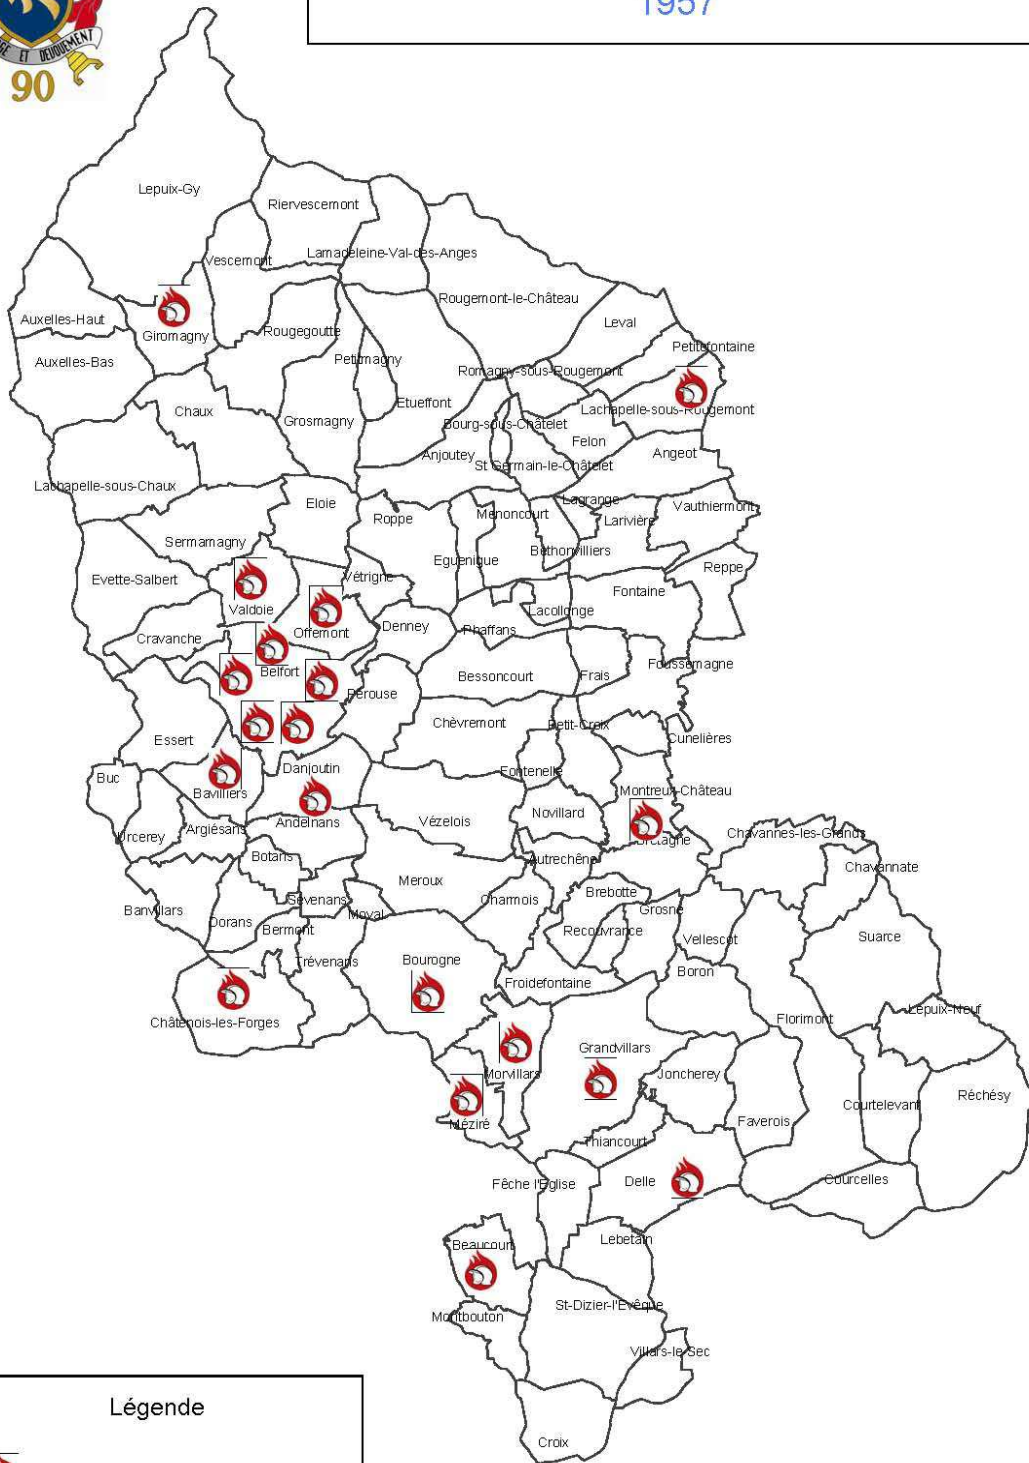 1957
GE ET DEVOUEMENT
90
Lepuix-Gy
Riervescemont
Vescemont
Lamadeleine-Val-des-Anges
Rougemont-le-Château
Auxelles-Haut
Giromagny
Rougegoutte
Leval
Auxelles-Bas
Petitmagny
Petitefontaine
Romagny-sous-Rougemont
Chaux
Etueffont
Lachapelle-sous-Rougemont
Grosmagny
Bourg-sous-Châtelet
Felon
Anjoutey
St Germain-le-Châtelet
Angeot
Lachapelle-sous-Chaux
Eloie
Lagrange
Vauthiermont
Roppe
Menoncourt
Larivière
Sermamagny
Eguenigue
Bethonvilliers
Evette-Salbert
Vétrigne
Reppe
Fontaine
Valdoie
Lacollonge
Cravanche
Offemont
Denney
Phaffans
Belfort
Bessoncourt
Frais
Foussemagne
Pérouse
Chèvremont
Petit-Croix
Essert
Cunelières
Danjoutin
Fontenelle
Buc
Bavilliers
Montreux-Château
Urcerey
Argiésans
Andelnans
Vézelois
Novillard
Bretagne
Chavannes-les-Grands
Botans
Autrechêne
Chavannate
Meroux
Brebotte
Banvillars
Sévenans
Charmois
Grosne
Dorans
Moval
Bermont
Recouvrance
Vellescot
Suarce
Trévenans
Bourogne
Boron
Froidefontaine
Châtenois-les-Forges
Florimont
Lepuix-Neuf
Grandvillars
Morvillars
Joncherey
Réchésy
Courtelevant
Méziré
Faverois
Thiancourt
Fêche l'Eglise
Delle
Courcelles
Beaucourt
Lebetain
St-Dizier-l'Evêque
Montbouton
Villars-le-Sec
Croix
Légende